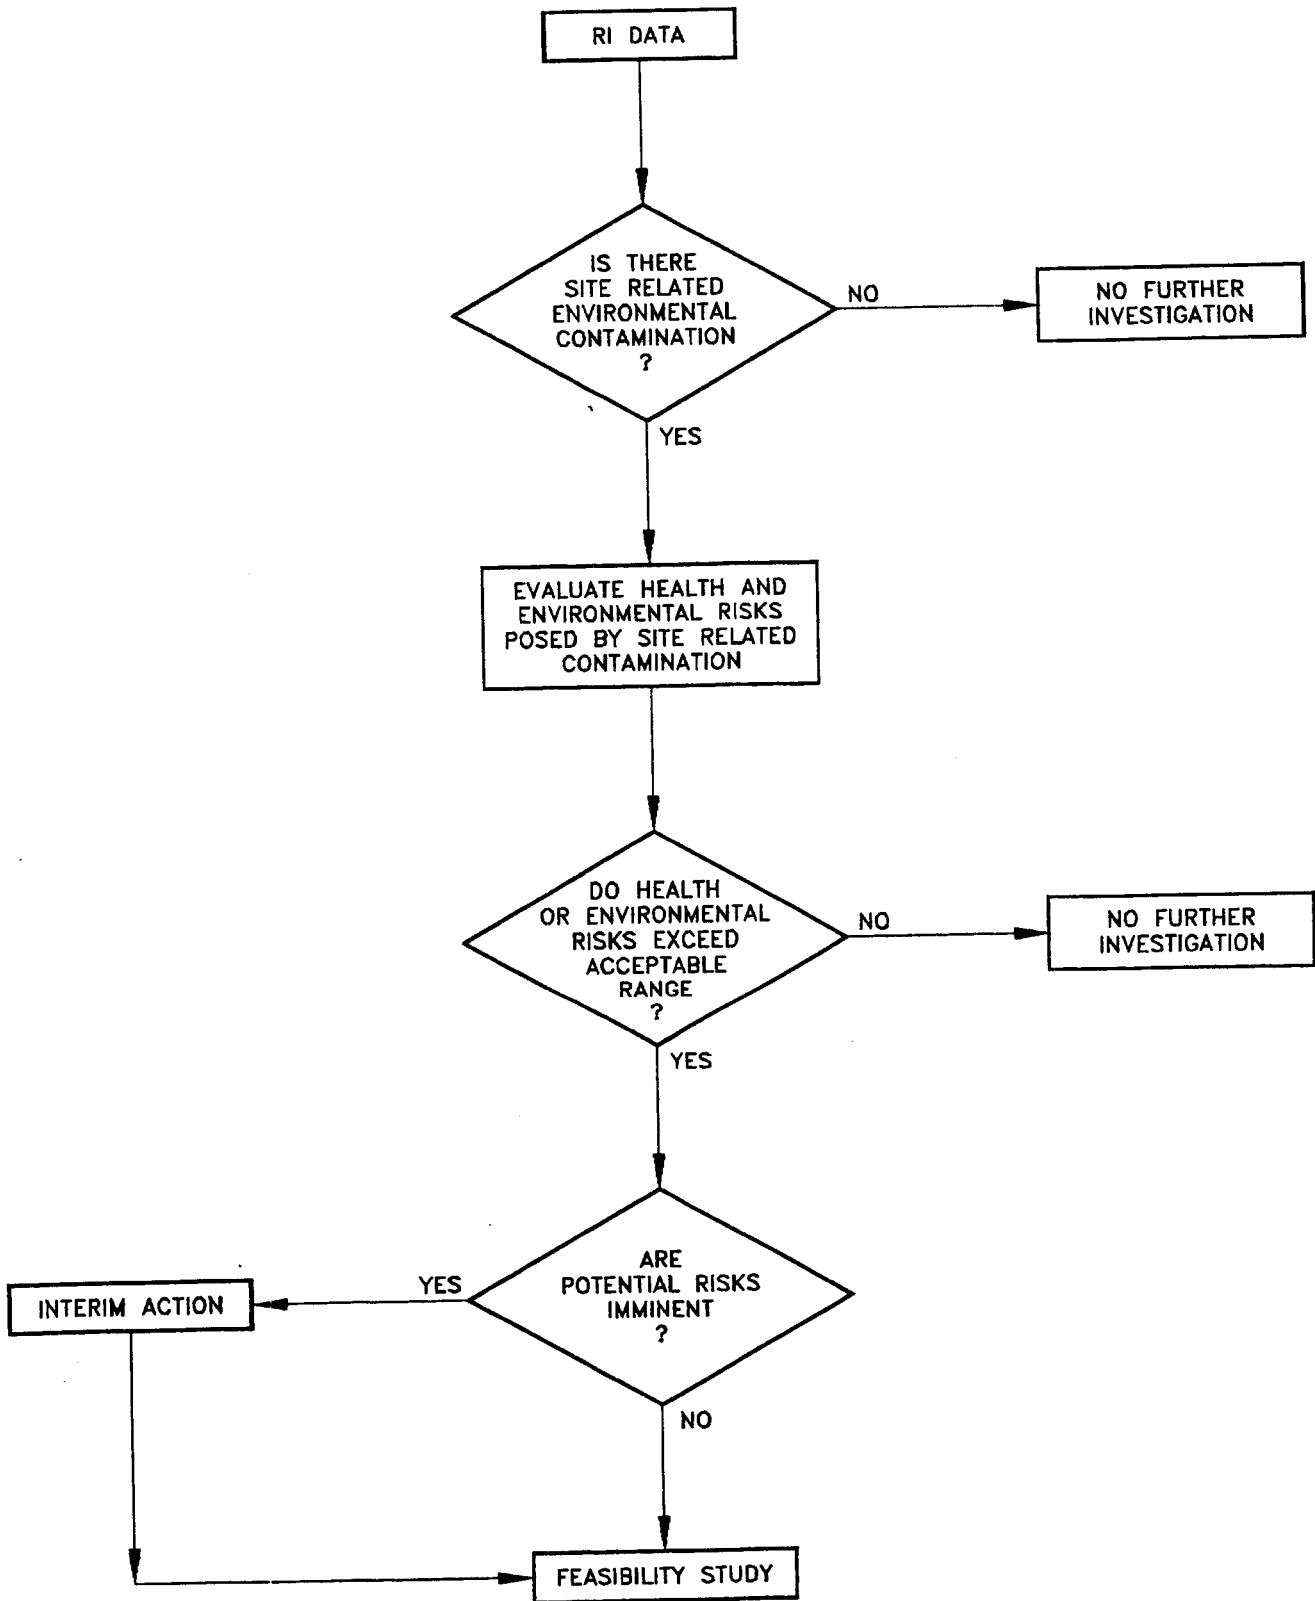 RI DATA
IS THERE
SITE RELATED
ENVIRONMENTAL
CONTAMINATION
?
NO
NO FURTHER
INVESTIGATION
YES
EVALUATE HEALTH AND
ENVIRONMENTAL RISKS
POSED BY SITE RELATED
CONTAMINATION
DO HEALTH
OR ENVIRONMENTAL
RISKS EXCEED
ACCEPTABLE
RANGE
?
NO
NO FURTHER
INVESTIGATION
YES
ARE
POTENTIAL RISKS
IMMINENT
?
YES
INTERIM ACTION
NO
FEASIBILITY STUDY